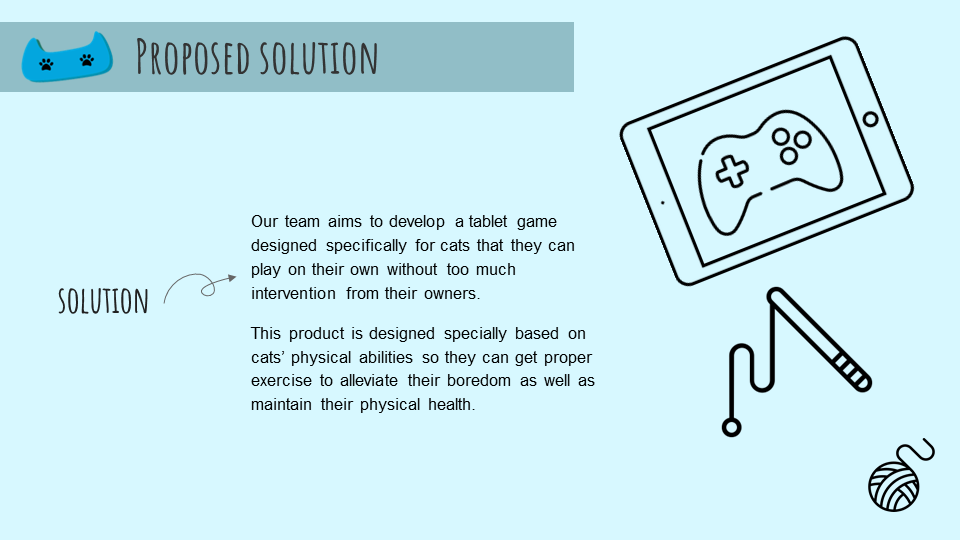 Proposed solution
Our team aims to develop a tablet game
designed specifically for cats that they can
play on their own without too much
intervention from their owners.
solution
This product is designed specially based on
cats’ physical abilities so they can get proper
exercise to alleviate their boredom as well as
maintain their physical health.